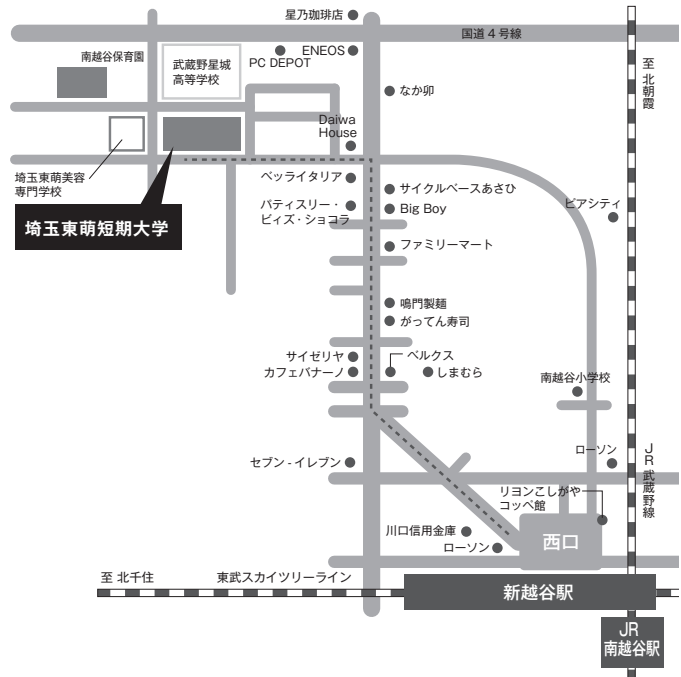 星乃珈琲店
国道4号線
南越谷保育園
武蔵野星城
高等学校
ENEOS
PC DEPOT
至 北朝霞
なか卯
Daiwa
House
埼玉東萌美容
専門学校
ベッライタリア
サイクルベースあさひ
ビアシティ
パティスリー・
ビィズ・ショコラ
Big Boy
埼玉東萌短期大学
ファミリーマート
鳴門製麺
がってん寿司
サイゼリヤ
ベルクス
カフェバナーノ
しまむら
南越谷小学校
セブン - イレブン
ローソン
JR武蔵野線
リヨンこしがや
コッペ館
川口信用金庫
ローソン
西口
至 北千住
東武スカイツリーライン
新越谷駅
JR
南越谷駅